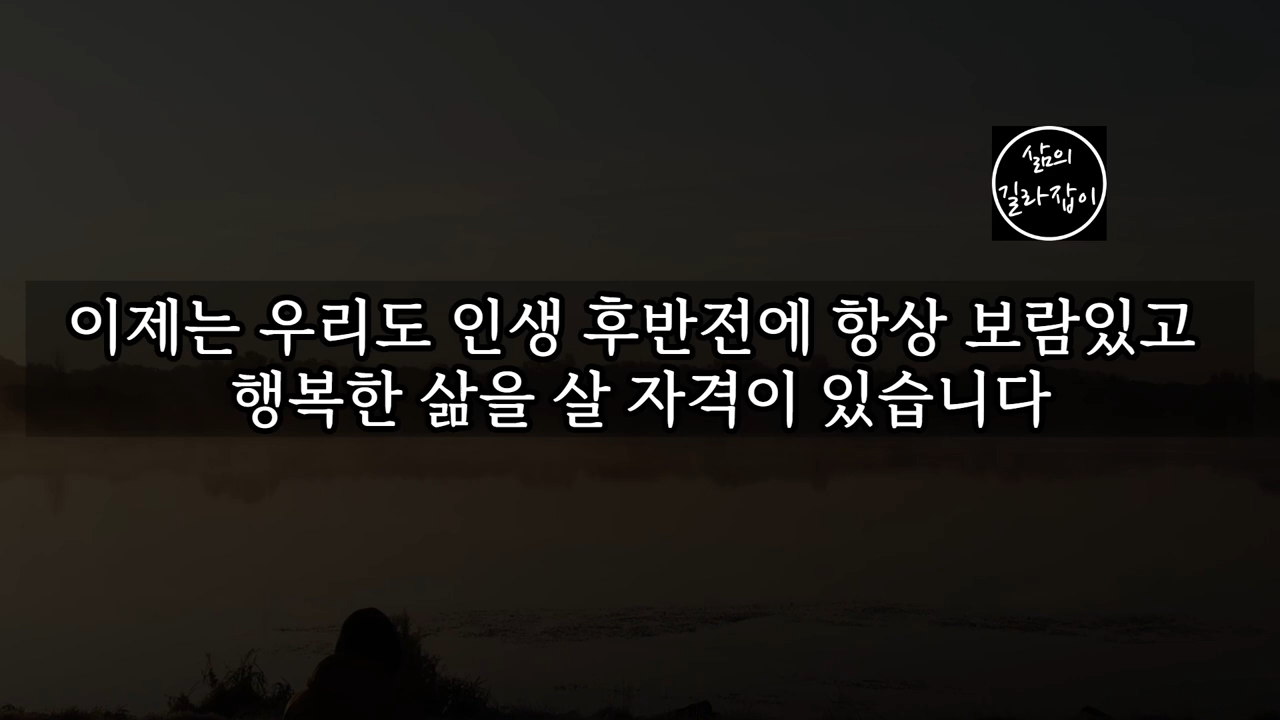 삶의
길라잡이
이제는 우리도 인생 후반전에 항상 보람있고
행복한 삶을 살 자격이 있습니다